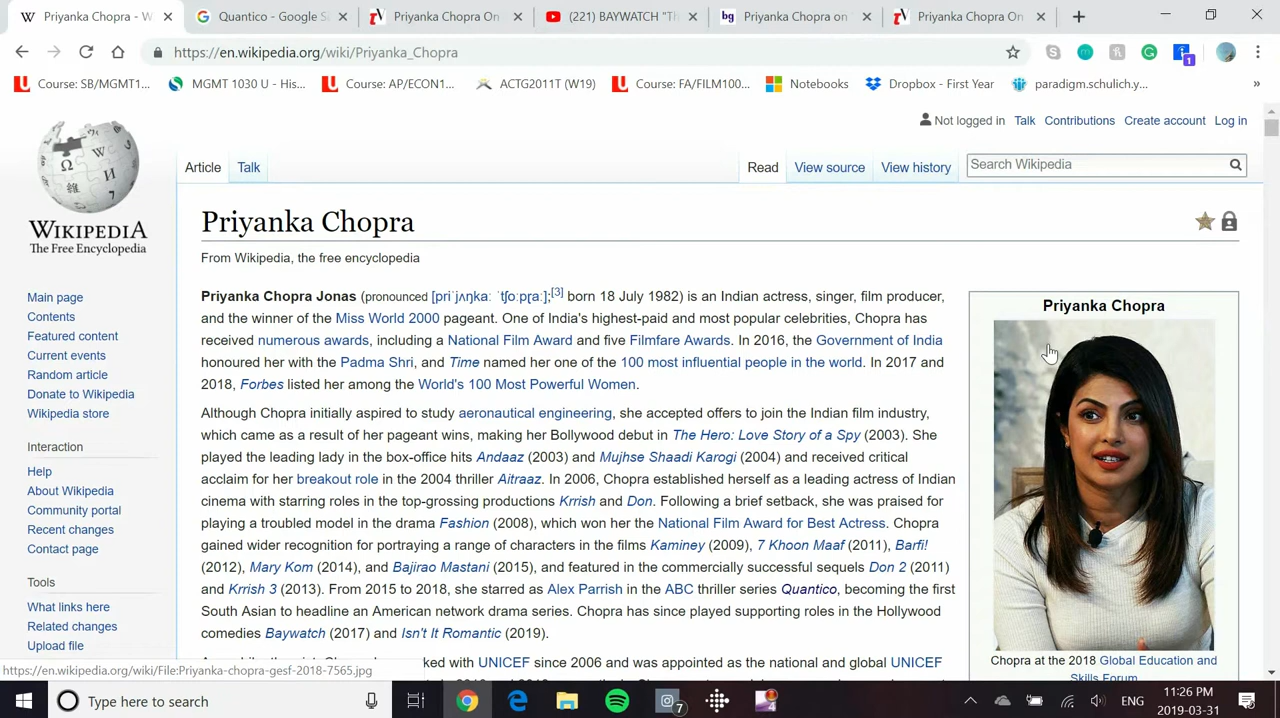 Priyanka Chopra - W
Quantico - Google S
Priyanka Chopra On
(221) BAYWATCH "Th
bg Priyanka Chopra on
Priyanka Chopra On
https://en.wikipedia.org/wiki/Priyanka_Chopra
1
Course: SB/MGMT1...
MGMT 1030 U - His...
Course: AP/ECON1...
ACTG2011T (W19)
Course: FA/FILM100...
Notebooks
Dropbox - First Year
paradigm.schulich.y...
»
Not logged in Talk Contributions Create account Log in
Article Talk
Read View source View history
Search Wikipedia
WIKIPEDIA
The Free Encyclopedia
Main page
Contents
Featured content
Current events
Random article
Donate to Wikipedia
Wikipedia store
Interaction
Help
About Wikipedia
Community portal
Recent changes
Contact page
Tools
What links here
Related changes
Upload file
Priyanka Chopra
From Wikipedia, the free encyclopedia
Priyanka Chopra Jonas (pronounced [priˈjʌŋkaː ˈtʃoːpɽaː];[3] born 18 July 1982) is an Indian actress, singer, film producer,
and the winner of the Miss World 2000 pageant. One of India's highest-paid and most popular celebrities, Chopra has
received numerous awards, including a National Film Award and five Filmfare Awards. In 2016, the Government of India
honoured her with the Padma Shri, and Time named her one of the 100 most influential people in the world. In 2017 and
2018, Forbes listed her among the World's 100 Most Powerful Women.
Although Chopra initially aspired to study aeronautical engineering, she accepted offers to join the Indian film industry,
which came as a result of her pageant wins, making her Bollywood debut in The Hero: Love Story of a Spy (2003). She
played the leading lady in the box-office hits Andaaz (2003) and Mujhse Shaadi Karogi (2004) and received critical
acclaim for her breakout role in the 2004 thriller Aitraaz. In 2006, Chopra established herself as a leading actress of Indian
cinema with starring roles in the top-grossing productions Krrish and Don. Following a brief setback, she was praised for
playing a troubled model in the drama Fashion (2008), which won her the National Film Award for Best Actress. Chopra
gained wider recognition for portraying a range of characters in the films Kaminey (2009), 7 Khoon Maaf (2011), Barfi!
(2012), Mary Kom (2014), and Bajirao Mastani (2015), and featured in the commercially successful sequels Don 2 (2011)
and Krrish 3 (2013). From 2015 to 2018, she starred as Alex Parrish in the ABC thriller series Quantico, becoming the first
South Asian to headline an American network drama series. Chopra has since played supporting roles in the Hollywood
comedies Baywatch (2017) and Isn't It Romantic (2019).
ked with UNICEF since 2006 and was appointed as the national and global UNICEF
Priyanka Chopra
Chopra at the 2018 Global Education and
Skills Forum
https://en.wikipedia.org/wiki/File:Priyanka-chopra-gesf-2018-7565.jpg
Type here to search
7
4
ENG
11:26 PM
2019-03-31